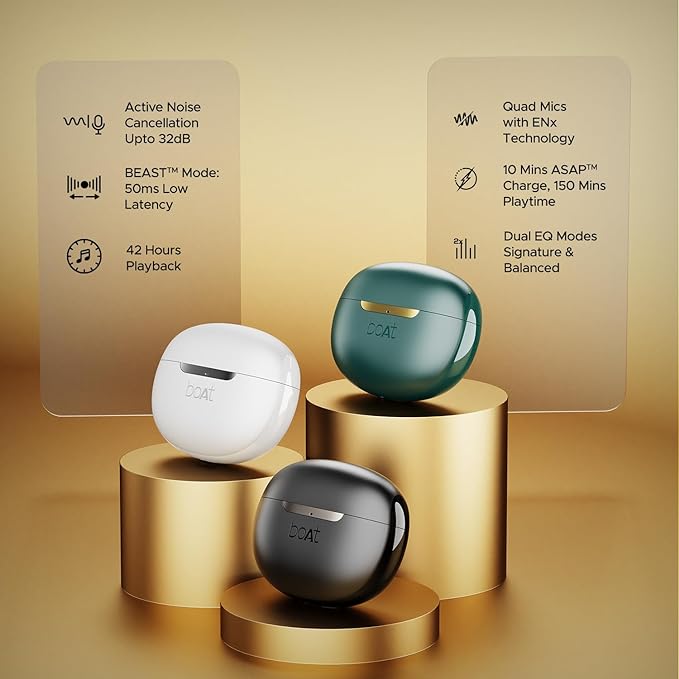 Active Noise
Cancellation
Upto 32dB
BEAST™ Mode:
50ms Low
Latency
42 Hours
Playback
Quad Mics
with ENx
Technology
10 Mins ASAP™
Charge, 150 Mins
Playtime
2x
Dual EQ Modes
Signature &
Balanced
boAt
boAt
boAt